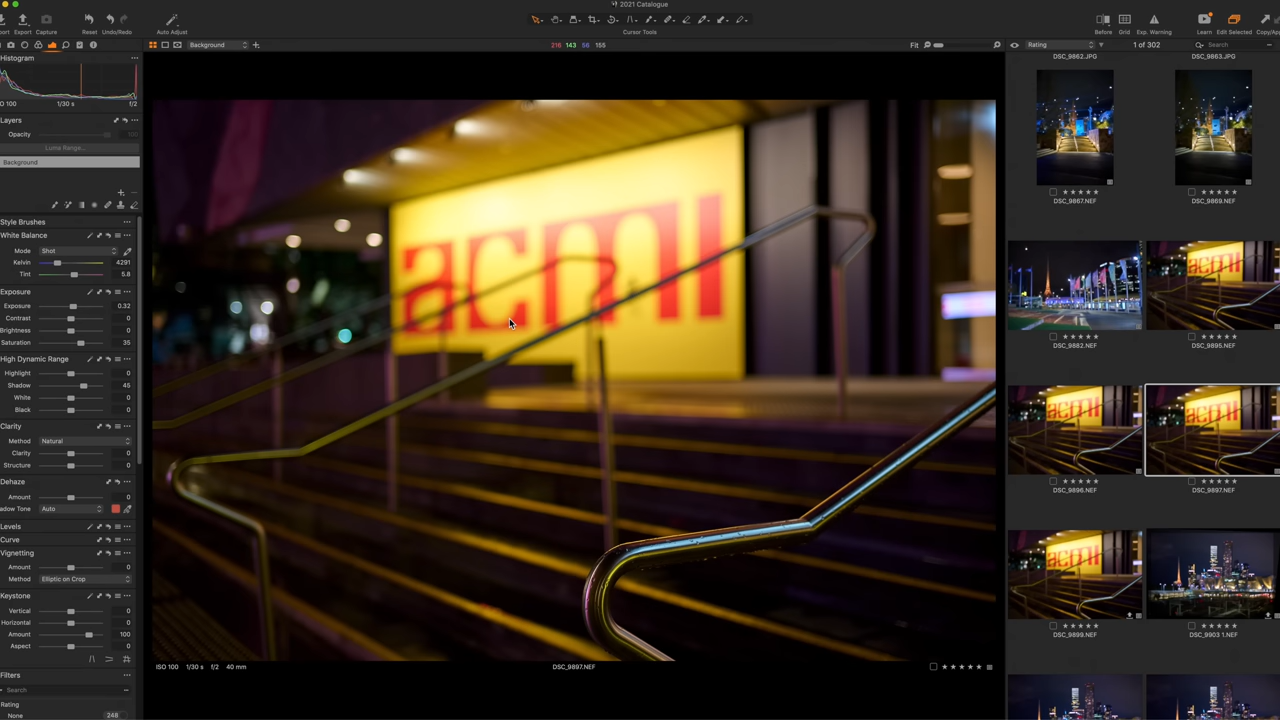 2021 Catalogue
Export
Capture
Reset
Undo/Redo
Auto Adjust
Cursor Tools
Before
Grid
Exp. Warning
Learn
Edit Selected
Background
216 143 56 155
Fit
Rating
1 of 302
Search
Histogram
ISO 100
1/30 s
f/2
Layers
Opacity
100
Luma Range...
Background
Style Brushes
White Balance
Mode
Shot
Kelvin
4291
Tint
5.8
Exposure
Exposure
0.32
Contrast
0
Brightness
0
Saturation
35
High Dynamic Range
Highlight
0
Shadow
45
White
0
Black
0
Clarity
Method
Natural
Clarity
0
Structure
0
Dehaze
Amount
0
adow Tone
Auto
Levels
Curve
Vignetting
Amount
0
Method
Elliptic on Crop
Keystone
Vertical
0
Horizontal
0
Amount
100
Aspect
0
Filters
Search
Rating
None
248
acmi
ISO 100 1/30 s f/2 40 mm
DSC_9897.NEF
DSC_9862.JPG
DSC_9863.JPG
DSC_9867.NEF
DSC_9869.NEF
acmi
DSC_9882.NEF
DSC_9895.NEF
acmi
acmi
DSC_9896.NEF
DSC_9897.NEF
acmi
DSC_9899.NEF
DSC_9903 1.NEF